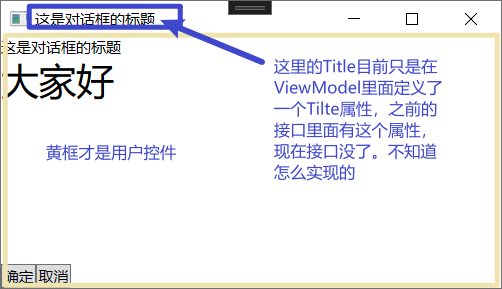 这是对话框的标题
这是对话框的标题
大家好
这里的Title目前只是在
ViewModel里面定义了
一个Tilte属性，之前的
接口里面有这个属性，
现在接口没了。不知道
怎么实现的
黄框才是用户控件
确定 取消